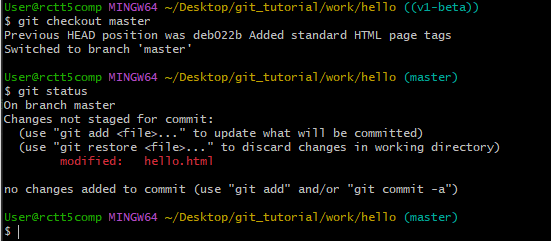 User@rctt5comp MINGW64 ~/Desktop/git_tutorial/work/hello ((v1-beta))
$ git checkout master
Previous HEAD position was deb022b Added standard HTML page tags
Switched to branch 'master'
User@rctt5comp MINGW64 ~/Desktop/git_tutorial/work/hello (master)
$ git status
On branch master
Changes not staged for commit:
  (use "git add <file>..." to update what will be committed)
  (use "git restore <file>..." to discard changes in working directory)
        modified:   hello.html
no changes added to commit (use "git add" and/or "git commit -a")
User@rctt5comp MINGW64 ~/Desktop/git_tutorial/work/hello (master)
$